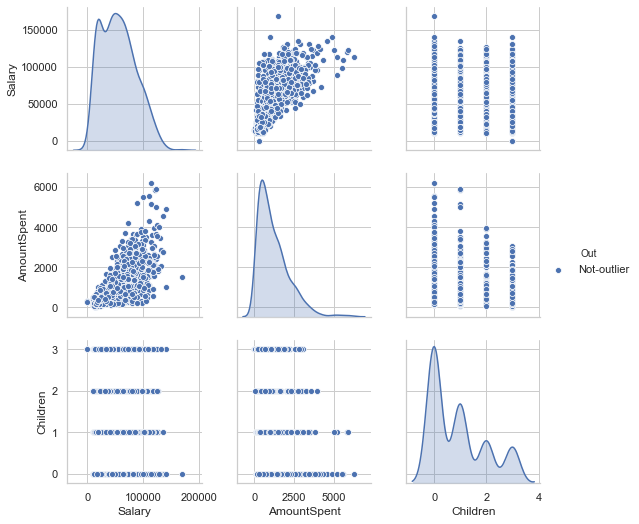 150000
100000
50000
0
Salary
6000
4000
2000
0
AmountSpent
Out
Not-outlier
3
2
1
0
Children
0 100000 200000
0 2500 5000
0 2 4
Salary AmountSpent Children